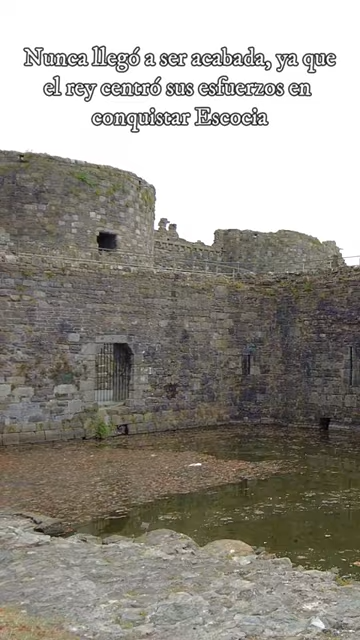 Nunca llegó a ser acabada, ya que
el rey centró sus esfuerzos en
conquistar Escocia